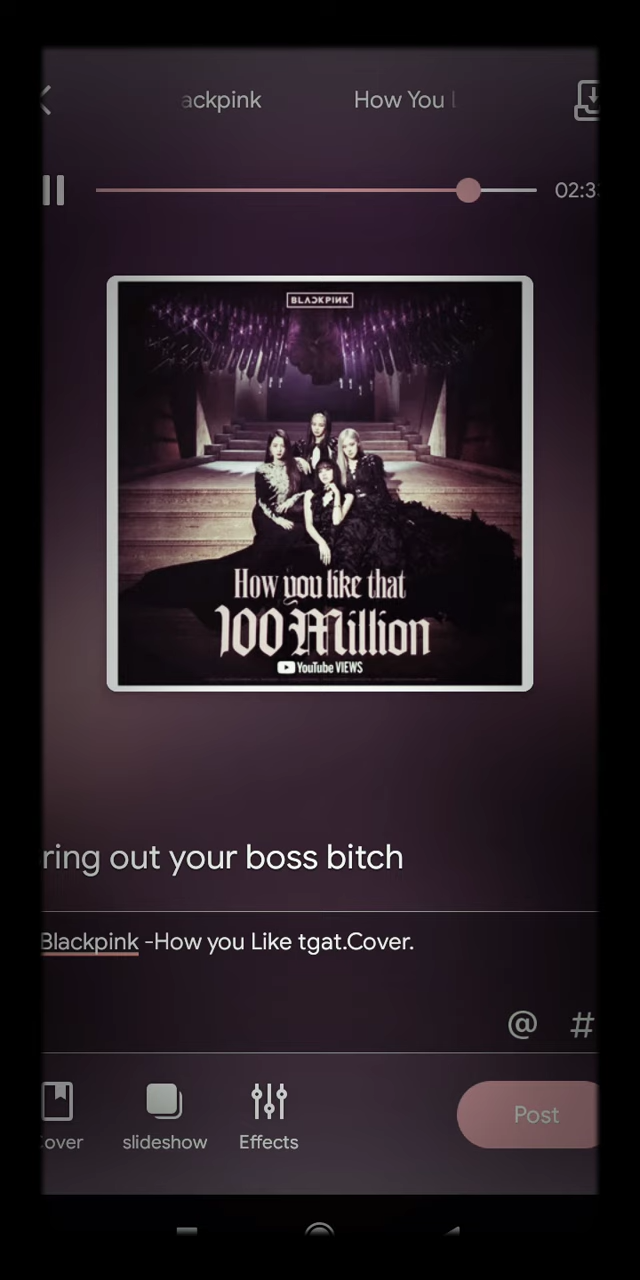 ackpink How You l
02:3
BLACKPINK
How you like that
100 Million
YouTube VIEWS
ring out your boss bitch
Blackpink -How you Like tgat.Cover.
@ #
over slideshow Effects Post